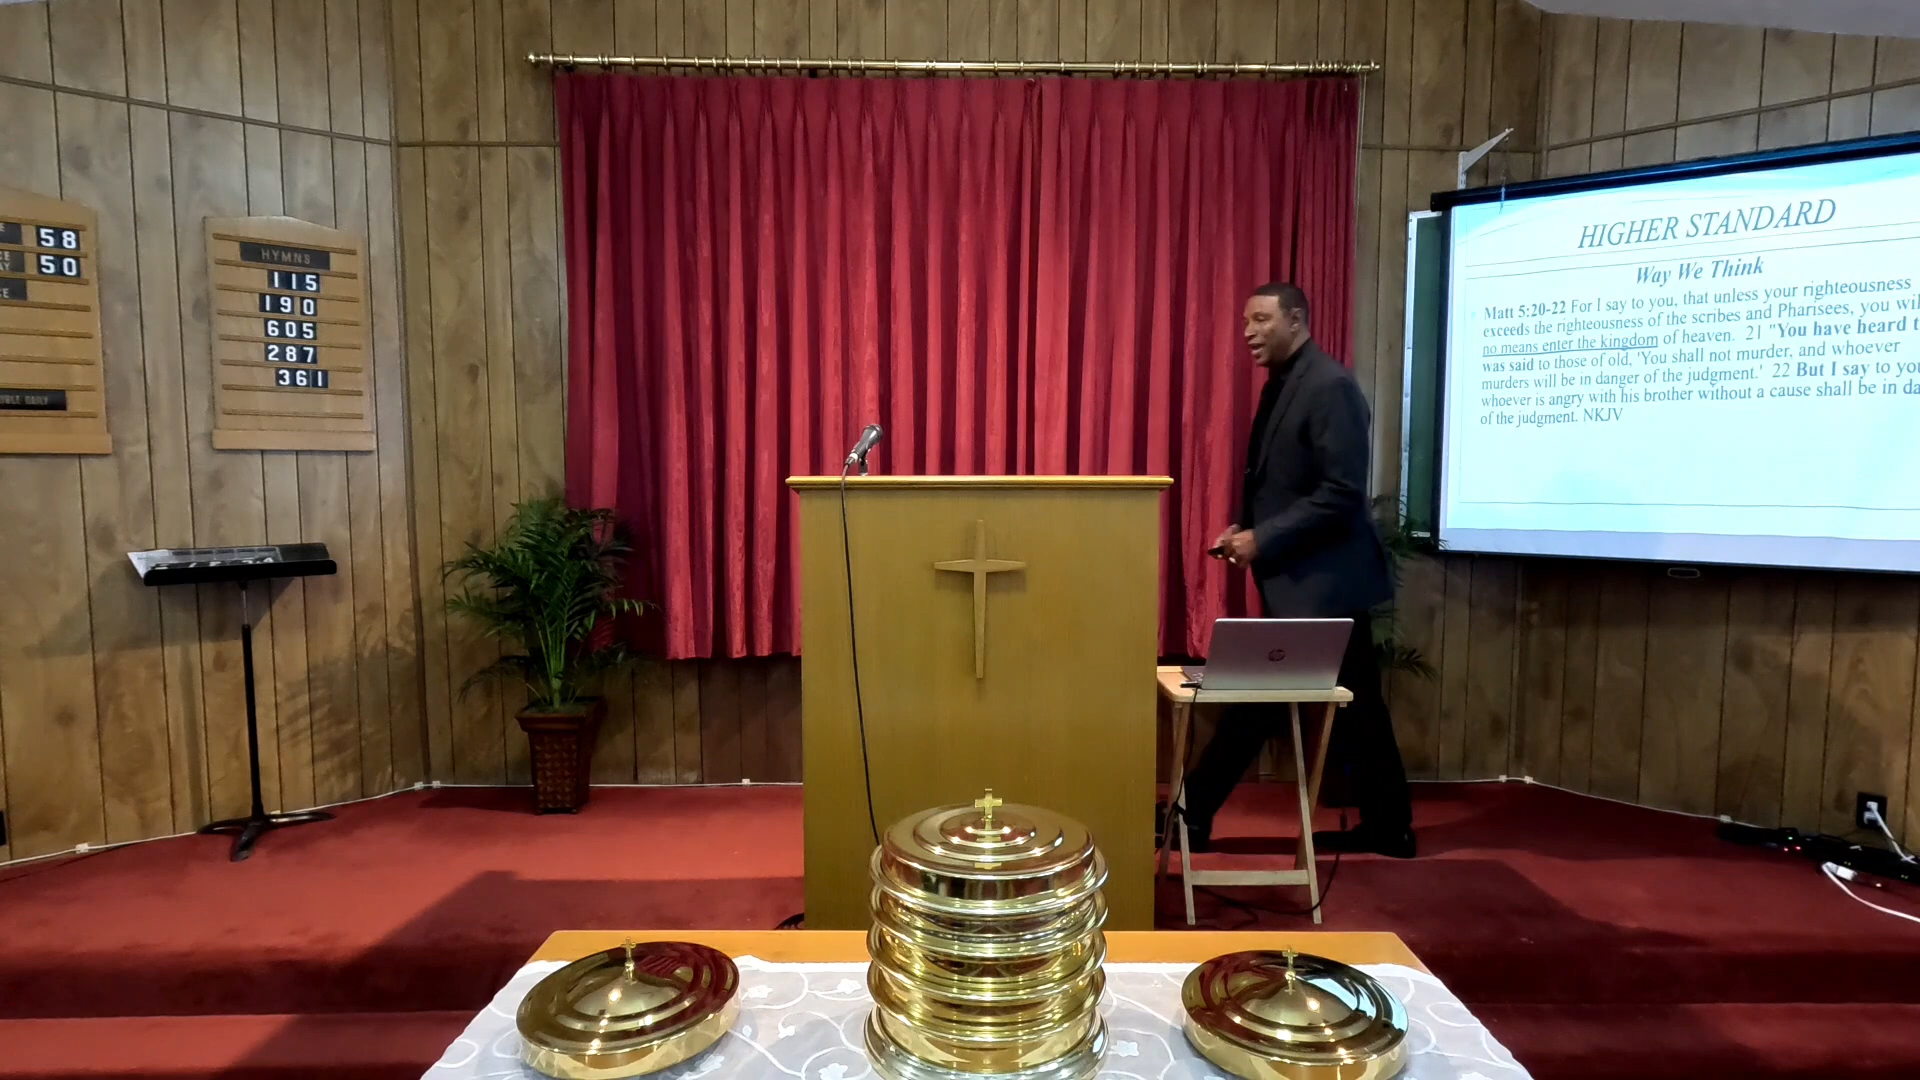 58
50
BIBLE DAILY
HYMNS
115
190
605
287
361
HIGHER STANDARD
Way We Think
Matt 5:20-22 For I say to you, that unless your righteousness
exceeds the righteousness of the scribes and Pharisees, you wil
no means enter the kingdom of heaven. 21 "You have heard t
was said to those of old, 'You shall not murder, and whoever
murders will be in danger of the judgment.' 22 But I say to you
whoever is angry with his brother without a cause shall be in da
of the judgment. NKJV
hp